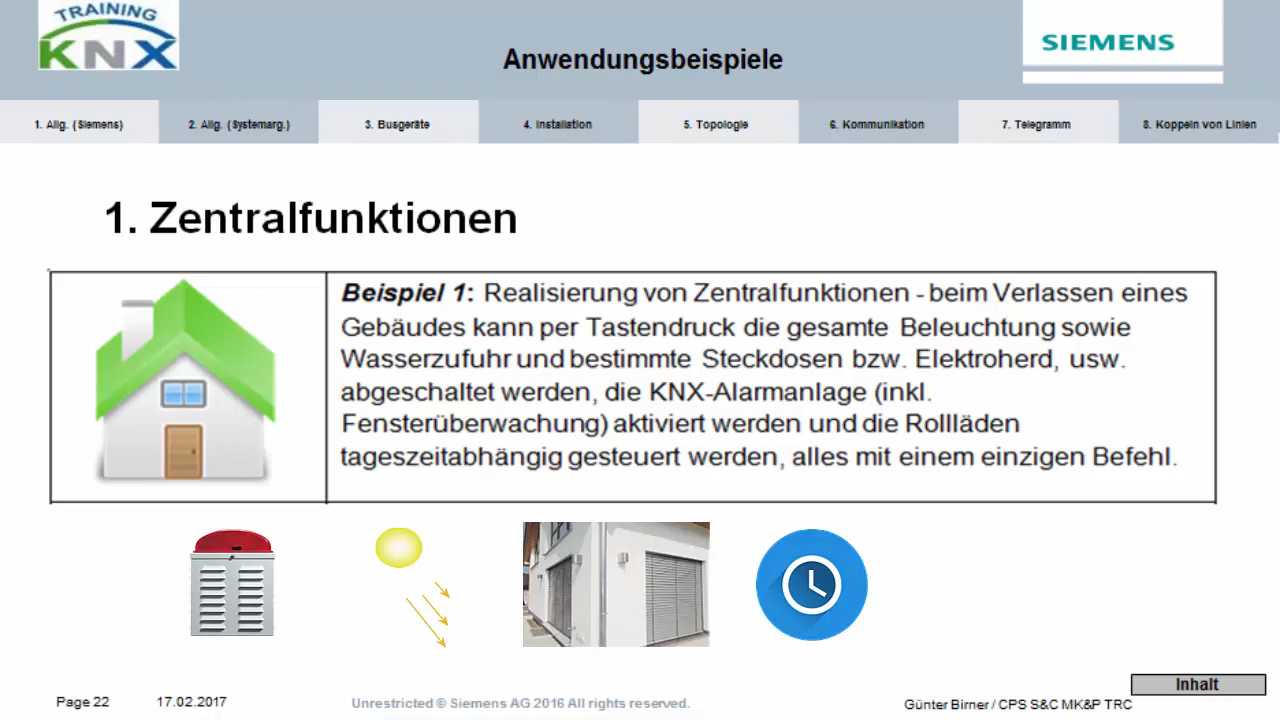 TRAINING
KNX
SIEMENS
Anwendungsbeispiele
1. Allg. (Siemens)
2. Allg. (Systemarg.)
3. Busgeräte
4. Installation
5. Topologie
6. Kommunikation
7. Telegramm
8. Koppeln von Linien
1. Zentralfunktionen
Beispiel 1: Realisierung von Zentralfunktionen - beim Verlassen eines
Gebäudes kann per Tastendruck die gesamte Beleuchtung sowie
Wasserzufuhr und bestimmte Steckdosen bzw. Elektroherd, usw.
abgeschaltet werden, die KNX-Alarmanlage (inkl.
Fensterüberwachung) aktiviert werden und die Rollläden
tageszeitabhängig gesteuert werden, alles mit einem einzigen Befehl.
Inhalt
Page 22
17.02.2017
Unrestricted © Siemens AG 2016 All rights reserved.
Günter Birner / CPS S&C MK&P TRC